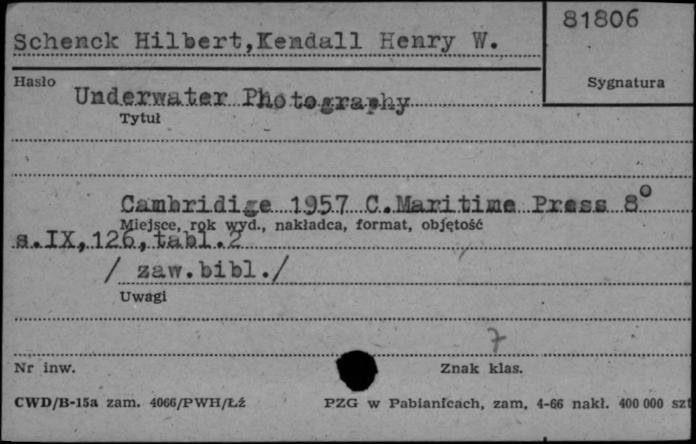 81806
Schenck Hilbert,Kendall Henry W.
Hasło
Sygnatura
Underwater Photography
Tytuł
Cambridige 1957 C.Maritime Press 8°
Miejsce, rok wyd., nakładca, format, objętość
s.IX,126,tabl.2
/ zaw.bibl./
Uwagi
7
Nr inw.
Znak klas.
CWD/B-15a zam. 4066/PWH/Łź
PZG w Pabianicach, zam. 4-66 nakł. 400 000 szt